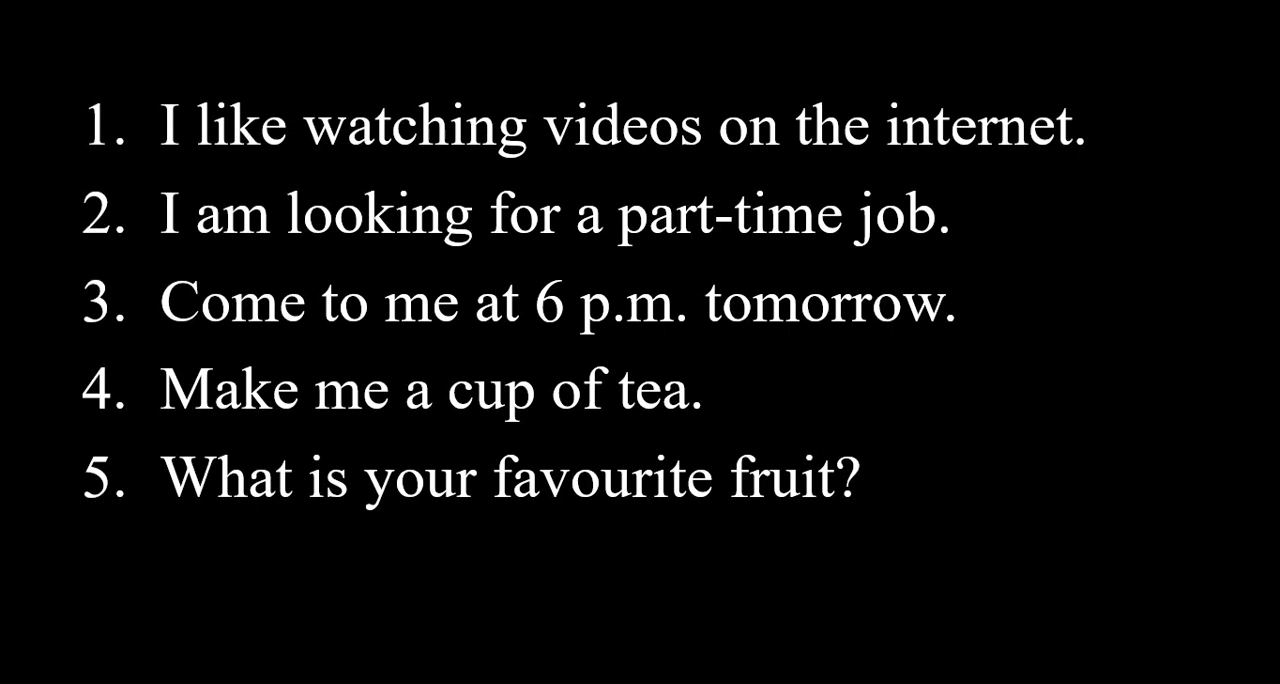 1. I like watching videos on the internet.
2. I am looking for a part-time job.
3. Come to me at 6 p.m. tomorrow.
4. Make me a cup of tea.
5. What is your favourite fruit?